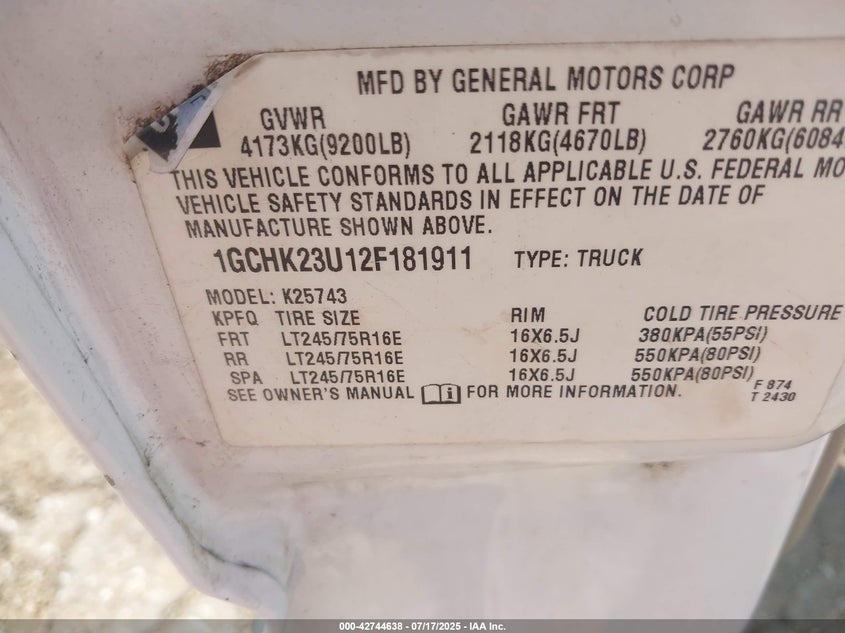 MFD BY GENERAL MOTORS CORP
GVWR GAWR FRT GAWR RR
4173KG(9200LB) 2118KG(4670LB) 2760KG(6084
THIS VEHICLE CONFORMS TO ALL APPLICABLE U.S. FEDERAL MO
VEHICLE SAFETY STANDARDS IN EFFECT ON THE DATE OF
MANUFACTURE SHOWN ABOVE.
1GCHK23U12F181911 TYPE: TRUCK
MODEL: K25743
KPFQ TIRE SIZE RIM COLD TIRE PRESSURE
FRT LT245/75R16E 16X6.5J 380KPA(55PSI)
RR LT245/75R16E 16X6.5J 550KPA(80PSI)
SPA LT245/75R16E 16X6.5J 550KPA(80PSI)
SEE OWNER'S MANUAL FOR MORE INFORMATION.
F 874
T 2430
000-42744638 - 07/17/2025 - IAA Inc.